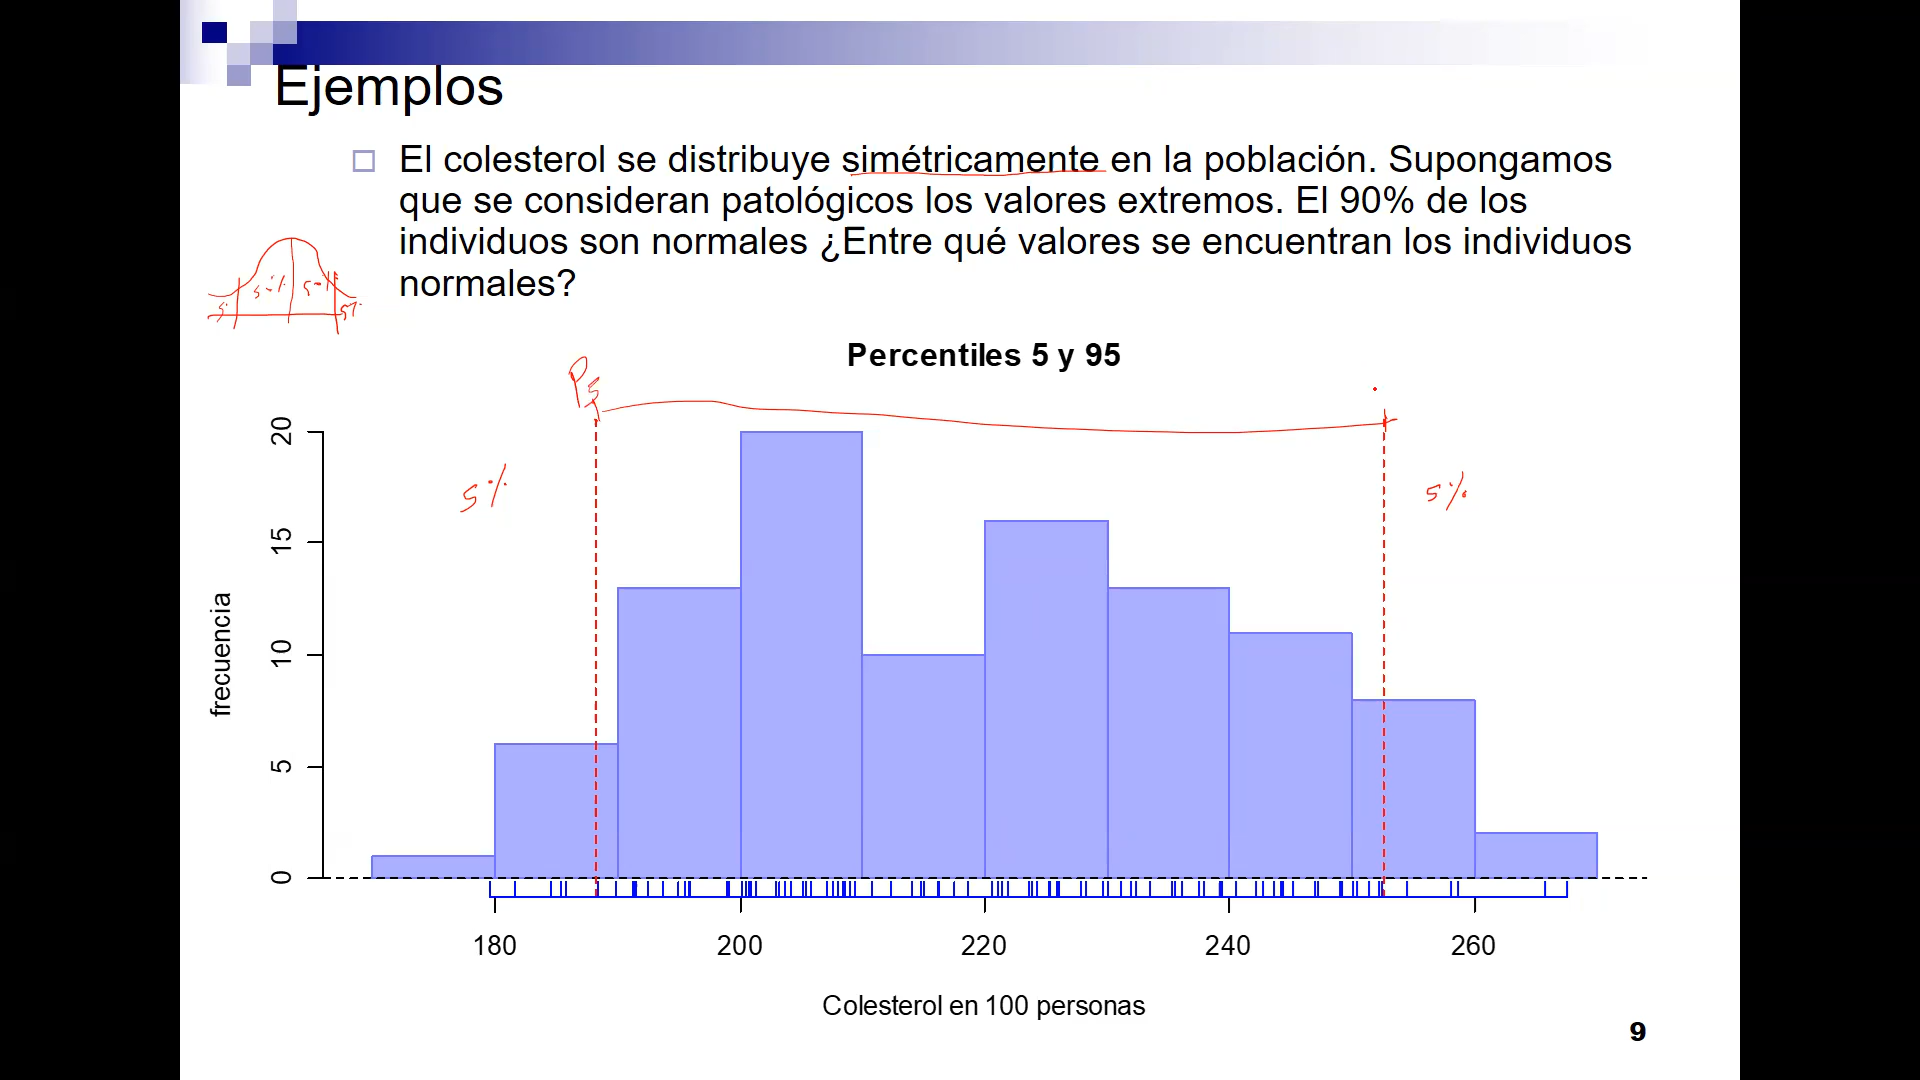 Ejemplos
El colesterol se distribuye simétricamente en la población. Supongamos
que se consideran patológicos los valores extremos. El 90% de los
individuos son normales ¿Entre qué valores se encuentran los individuos
normales?
Percentiles 5 y 95
P5
5%
5%
20
15
10
5
0
frecuencia
180 200 220 240 260
Colesterol en 100 personas
9